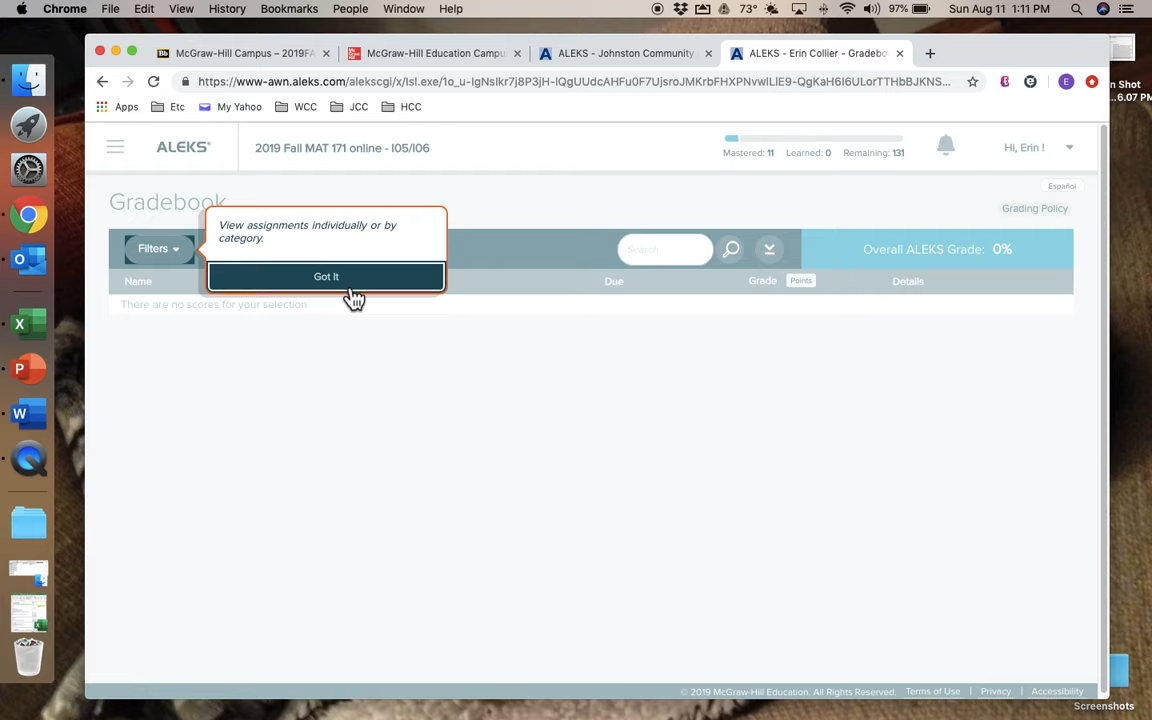 Chrome File Edit View History Bookmarks People Window Help
73° 97% Sun Aug 11 1:11 PM
McGraw-Hill Campus – 2019FA
McGraw-Hill Education Campu
ALEKS - Johnston Community
ALEKS - Erin Collier - Gradebo
n Shot
...6.07 PM
Apps Etc My Yahoo WCC JCC HCC
E
ALEKS®
2019 Fall MAT 171 online - I05/I06
Mastered: 11 Learned: 0 Remaining: 131
Hi, Erin !
Español
Gradebook
Grading Policy
View assignments individually or by
category.
Got It
Filters
Search
Overall ALEKS Grade: 0%
Name Due Grade Points Details
There are no scores for your selection
© 2019 McGraw-Hill Education. All Rights Reserved. Terms of Use Privacy Accessibility
Screenshots